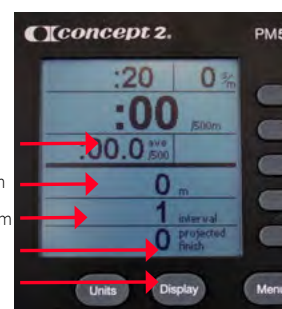 concept 2. PM5
:20 0 s/m
:00 /500m
:00.0 ave /500
0 m
m
1 interval
m
0 projected finish
Units Display Menu